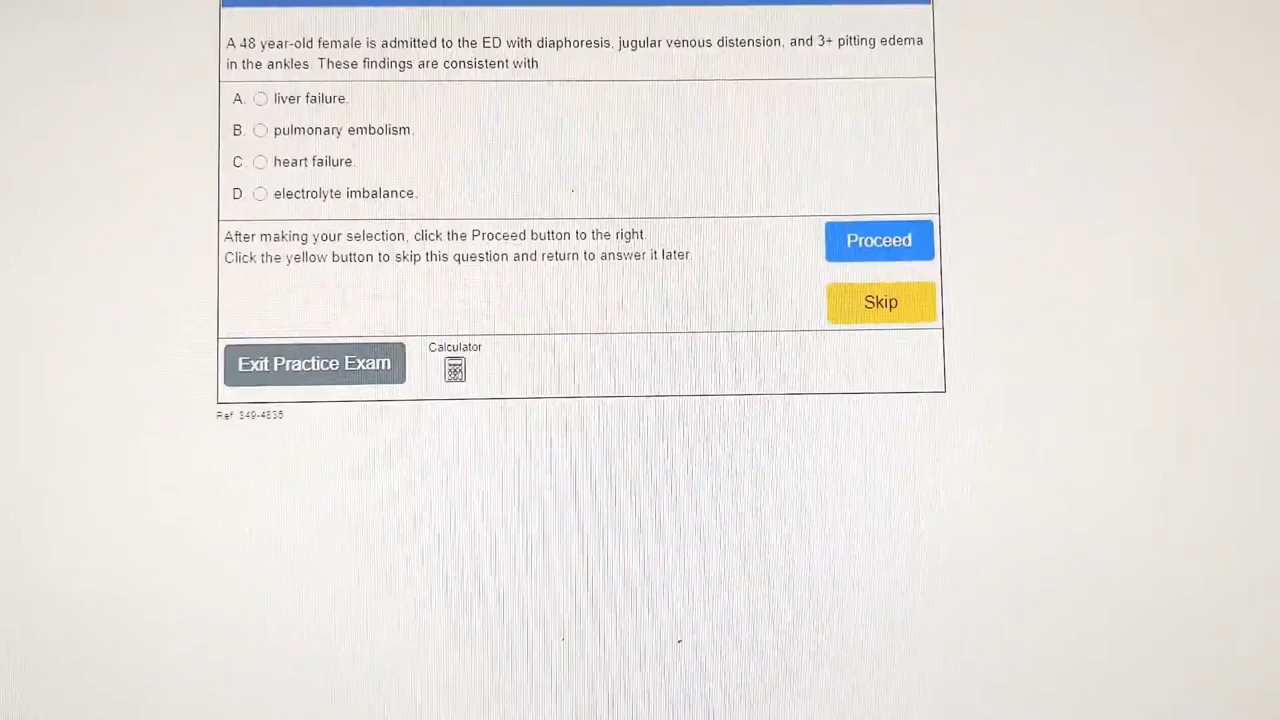 A 48 year-old female is admitted to the ED with diaphoresis, jugular venous distension, and 3+ pitting edema
in the ankles. These findings are consistent with
A. liver failure.
B. pulmonary embolism.
C. heart failure.
D. electrolyte imbalance.
After making your selection, click the Proceed button to the right.
Click the yellow button to skip this question and return to answer it later.
Proceed
Skip
Exit Practice Exam
Calculator
Ref 349-4835